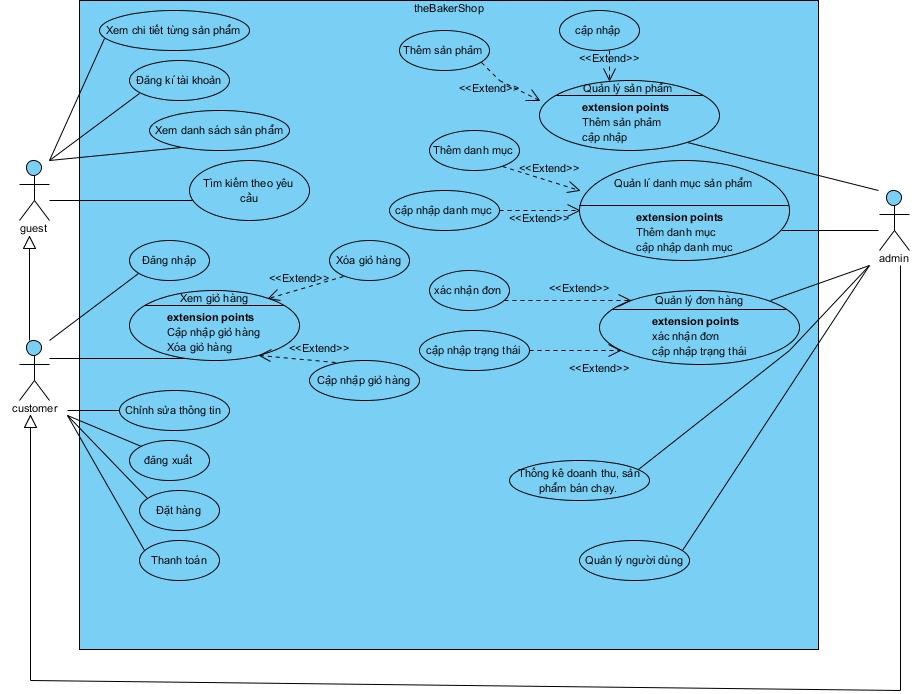 theBakerShop
Xem chi tiết từng sản phẩm
Đăng kí tài khoản
Xem danh sách sản phẩm
Tìm kiếm theo yêu
cầu
guest
Thêm sản phẩm
cập nhập
<<Extend>>
<<Extend>>
Quản lý sản phẩm
extension points
Thêm sản phẩm
cập nhập
Thêm danh mục
<<Extend>>
cập nhập danh mục
<<Extend>>
Quản lí danh mục sản phẩm
extension points
Thêm danh mục
cập nhập danh mục
admin
Đăng nhập
Xóa giỏ hàng
<<Extend>>
Xem giỏ hàng
extension points
Cập nhập giỏ hàng
Xóa giỏ hàng
<<Extend>>
Cập nhập giỏ hàng
xác nhận đơn
<<Extend>>
cập nhập trạng thái
<<Extend>>
Quản lý đơn hàng
extension points
xác nhận đơn
cập nhập trạng thái
customer
Chỉnh sửa thông tin
đăng xuất
Đặt hàng
Thanh toán
Thống kê doanh thu, sản
phẩm bán chạy.
Quản lý người dùng